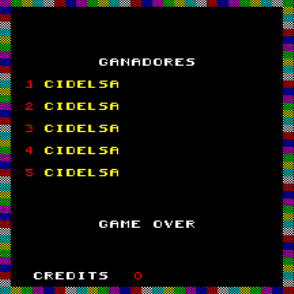 GANADORES
1 CIDELSA
2 CIDELSA
3 CIDELSA
4 CIDELSA
5 CIDELSA
GAME OVER
CREDITS 0